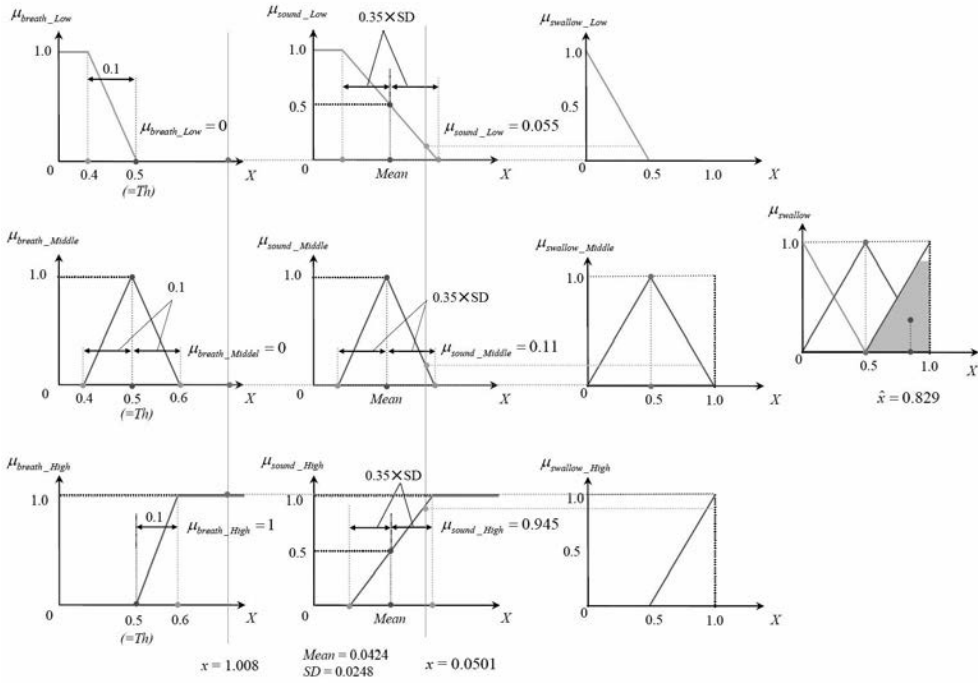 μbreath_Low
1.0
0.1
μbreath_Low = 0
0
0.4
0.5
(=Th)
X
μsound_Low
0.35×SD
1.0
0.5
μsound_Low = 0.055
0
Mean
X
μswallow_Low
1.0
0.5
0
0.5
1.0
X
μbreath_Middle
1.0
0.1
μbreath_Middel = 0
0
0.4
0.5
0.6
(=Th)
X
μsound_Middle
1.0
0.35×SD
μsound_Middle = 0.11
0
Mean
X
μswallow_Middle
1.0
0
0.5
1.0
X
μswallow
1.0
0
0.5
1.0
X
x̂ = 0.829
μbreath_High
1.0
0.1
μbreath_High = 1
0
0.5
0.6
(=Th)
X
x = 1.008
μsound_High
0.35×SD
1.0
0.5
μsound_High = 0.945
0
Mean
X
Mean = 0.0424
SD = 0.0248
x = 0.0501
μswallow_High
1.0
0.5
0
0.5
1.0
X